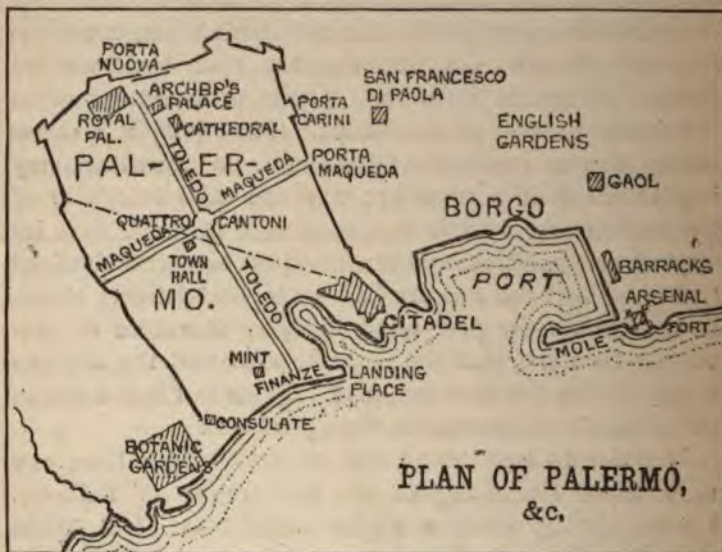 PORTA
NUOVA
ARCHBP'S
PALACE
ROYAL
PAL.
CATHEDRAL
PORTA
CARINI
SAN FRANCESCO
DI PAOLA
ENGLISH
GARDENS
PAL-ER-
TOLEDO
MAQUEDA
PORTA
MAQUEDA
GAOL
BORGO
QUATTRO CANTONI
MAQUEDA
TOWN
HALL
MO.
TOLEDO
PORT
BARRACKS
ARSENAL
FORT
MOLE
CITADEL
MINT
FINANZE
LANDING
PLACE
CONSULATE
BOTANIC
GARDENS
PLAN OF PALERMO,
&c.